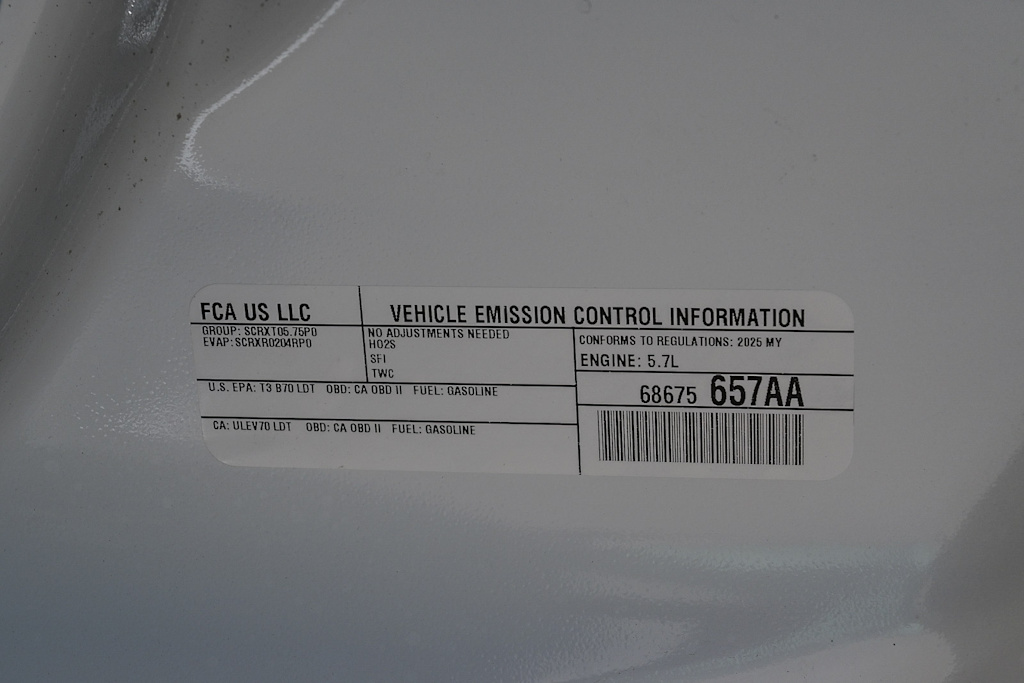 FCA US LLC
VEHICLE EMISSION CONTROL INFORMATION
GROUP: SCRXT05.75P0
EVAP: SCRXR0204RP0
NO ADJUSTMENTS NEEDED
HO2S
SFI
TWC
CONFORMS TO REGULATIONS: 2025 MY
ENGINE: 5.7L
U.S. EPA: T3 B70 LDT OBD: CA OBD II FUEL: GASOLINE
68675 657AA
CA: ULEV70 LDT OBD: CA OBD II FUEL: GASOLINE